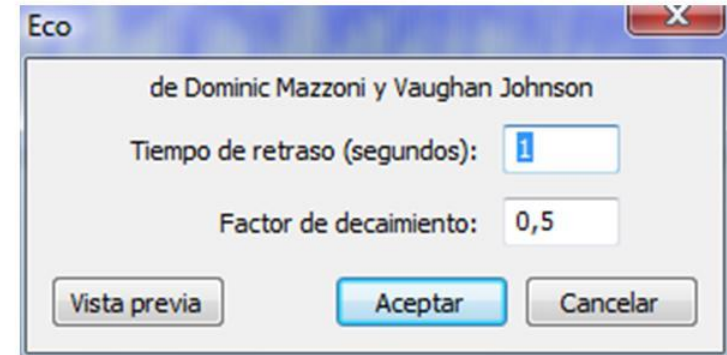 Eco
de Dominic Mazzoni y Vaughan Johnson
Tiempo de retraso (segundos): 1
Factor de decaimiento: 0,5
Vista previa Aceptar Cancelar